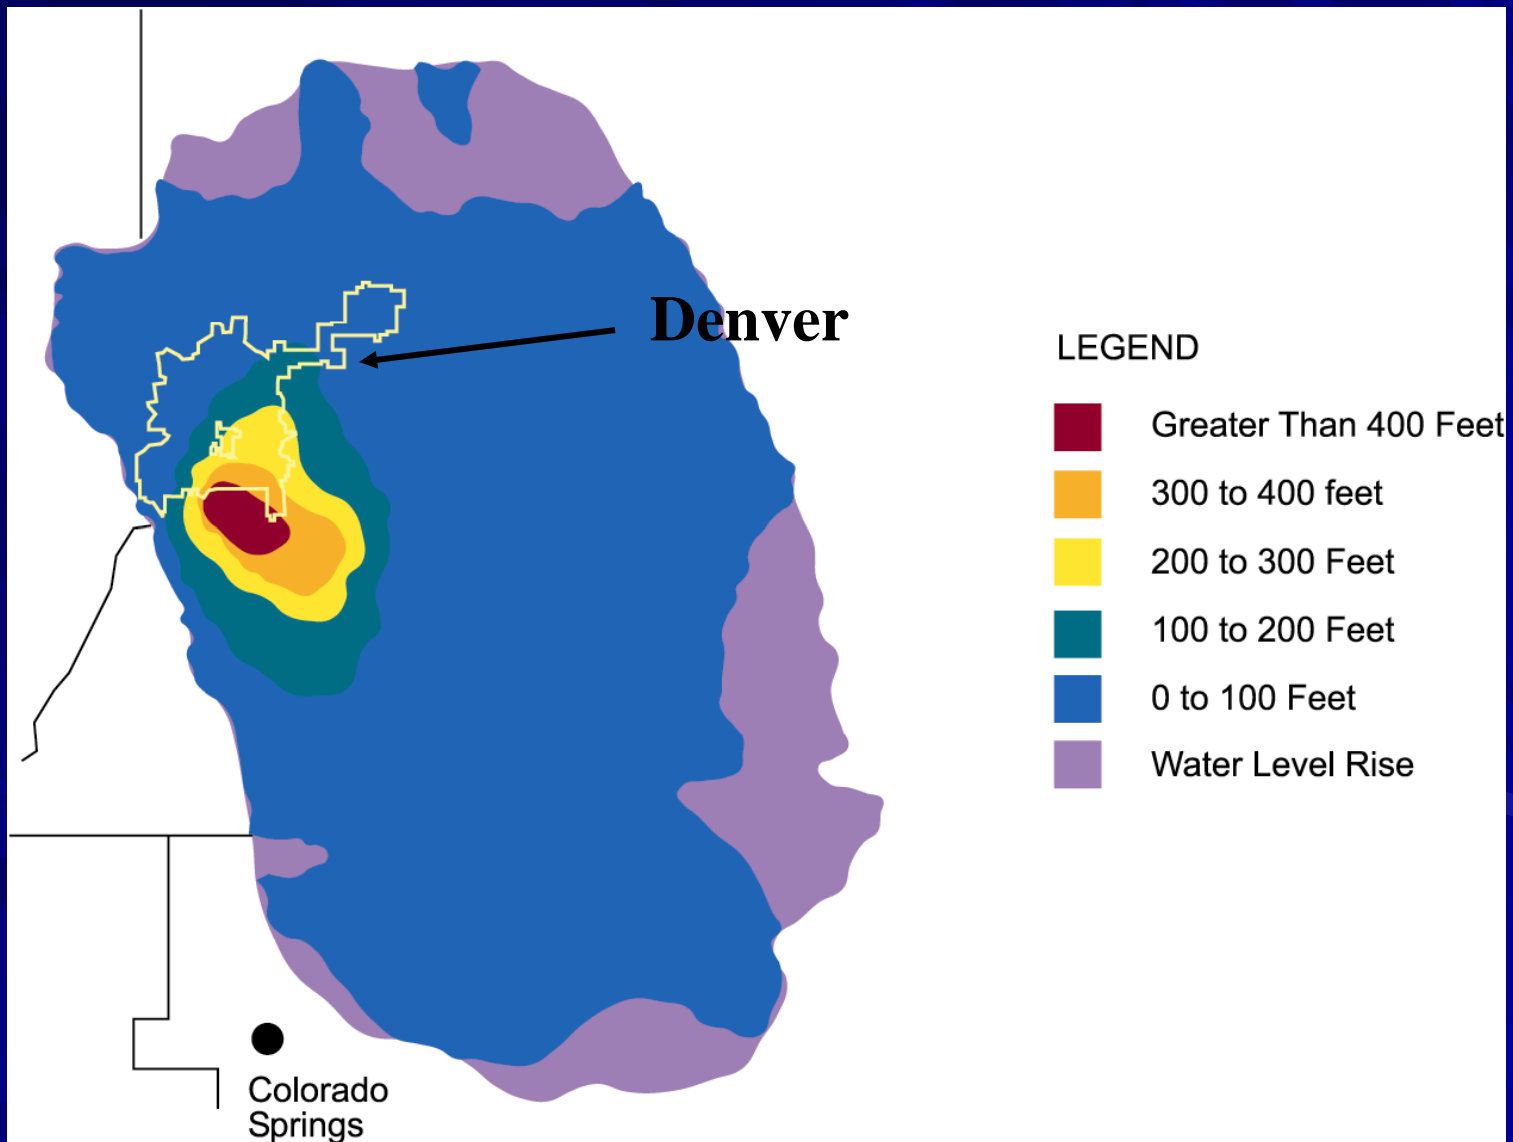 Denver
LEGEND
Greater Than 400 Feet
300 to 400 feet
200 to 300 Feet
100 to 200 Feet
0 to 100 Feet
Water Level Rise
Colorado
Springs